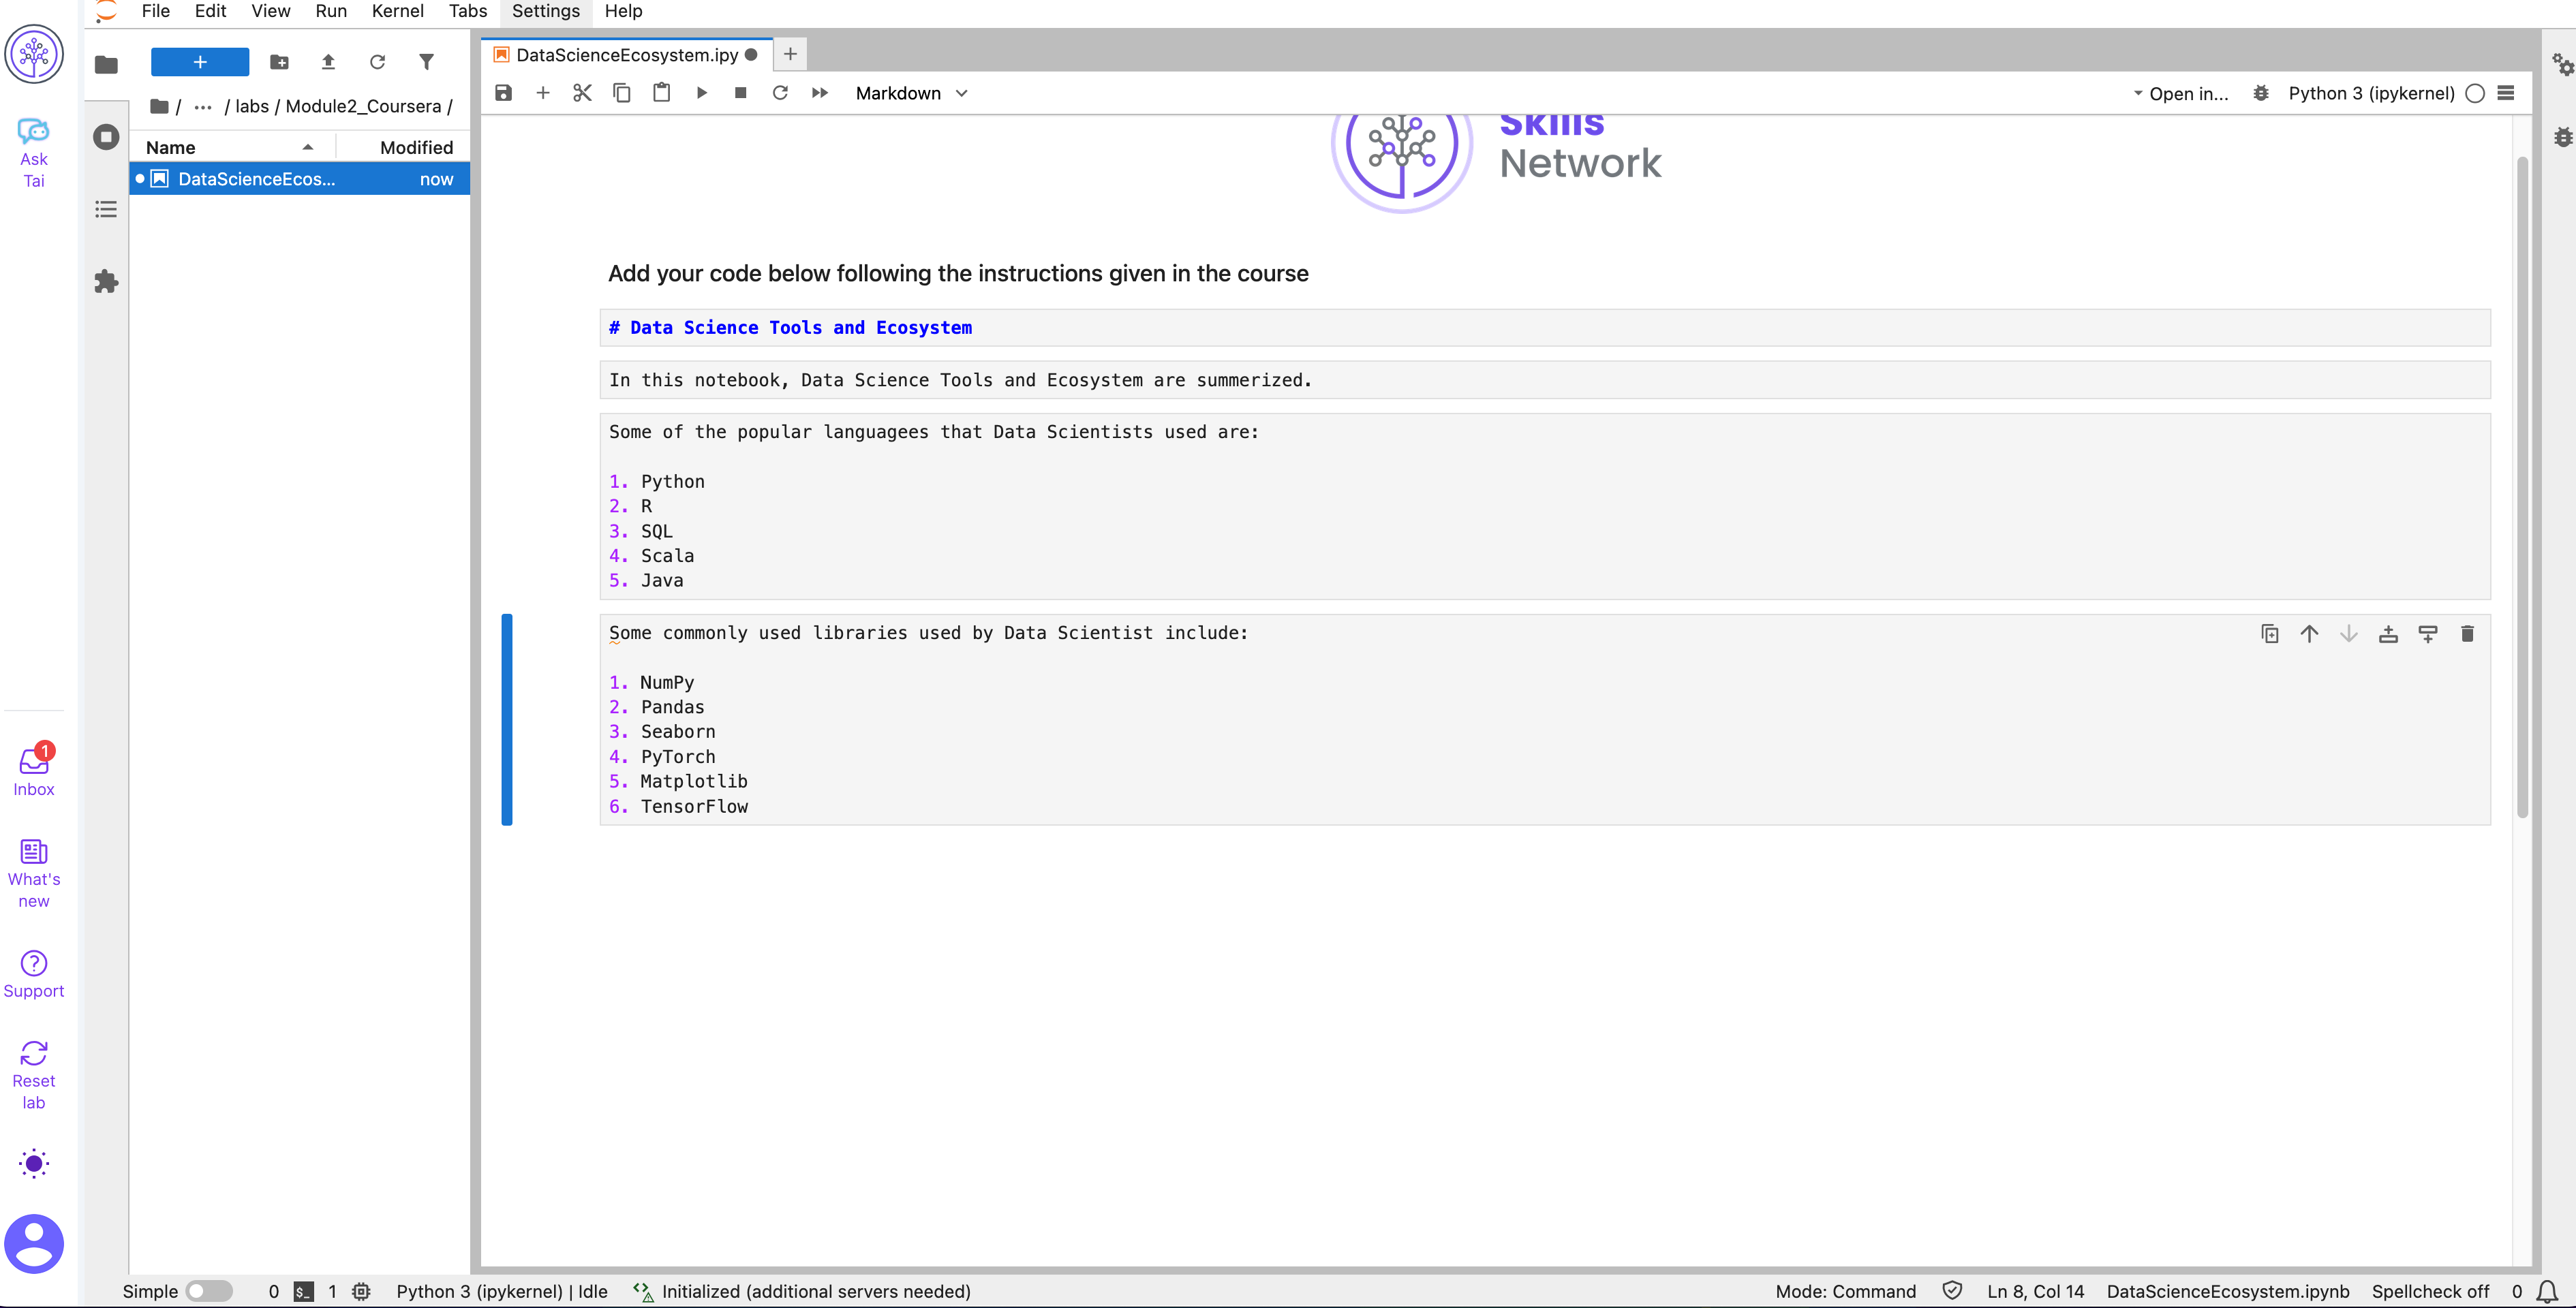 File Edit View Run Kernel Tabs Settings Help
Ask
Tai
+
/ ··· / labs / Module2_Coursera /
Name Modified
DataScienceEcos... now
DataScienceEcosystem.ipy
Markdown
Open in... Python 3 (ipykernel)
Skills
Network
Add your code below following the instructions given in the course
# Data Science Tools and Ecosystem
In this notebook, Data Science Tools and Ecosystem are summerized.
Some of the popular languagees that Data Scientists used are:
1. Python
2. R
3. SQL
4. Scala
5. Java
Some commonly used libraries used by Data Scientist include:
1. NumPy
2. Pandas
3. Seaborn
4. PyTorch
5. Matplotlib
6. TensorFlow
1
Inbox
What's
new
Support
Reset
lab
Simple 0 $_ 1 Python 3 (ipykernel) | Idle Initialized (additional servers needed) Mode: Command Ln 8, Col 14 DataScienceEcosystem.ipynb Spellcheck off 0